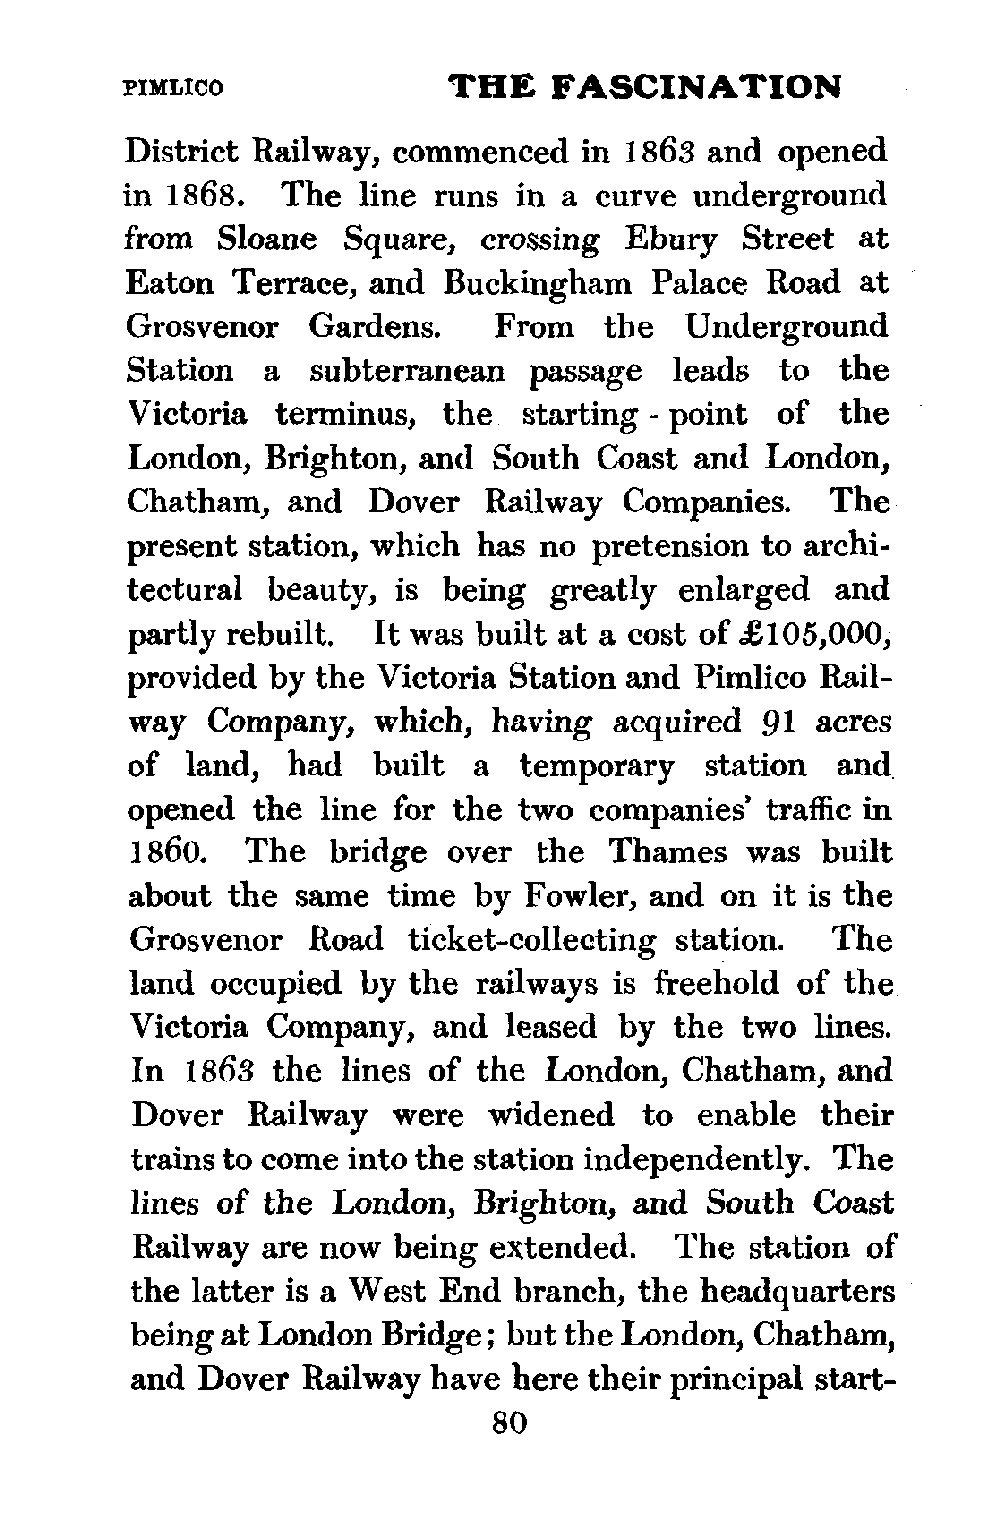 PIMLICO THE FASCINATION
District Railway, commenced in 1863 and opened
in 1868. The line runs in a curve underground
from Sloane Square, crossing Ebury Street at
Eaton Terrace, and Buckingham Palace Road at
Grosvenor Gardens. From the Underground
Station a subterranean passage leads to the
Victoria terminus, the starting-point of the
London, Brighton, and South Coast and London,
Chatham, and Dover Railway Companies. The
present station, which has no pretension to archi-
tectural beauty, is being greatly enlarged and
partly rebuilt. It was built at a cost of £105,000,
provided by the Victoria Station and Pimlico Rail-
way Company, which, having acquired 91 acres
of land, had built a temporary station and
opened the line for the two companies' traffic in
1860. The bridge over the Thames was built
about the same time by Fowler, and on it is the
Grosvenor Road ticket-collecting station. The
land occupied by the railways is freehold of the
Victoria Company, and leased by the two lines.
In 1863 the lines of the London, Chatham, and
Dover Railway were widened to enable their
trains to come into the station independently. The
lines of the London, Brighton, and South Coast
Railway are now being extended. The station of
the latter is a West End branch, the headquarters
being at London Bridge; but the London, Chatham,
and Dover Railway have here their principal start-
80